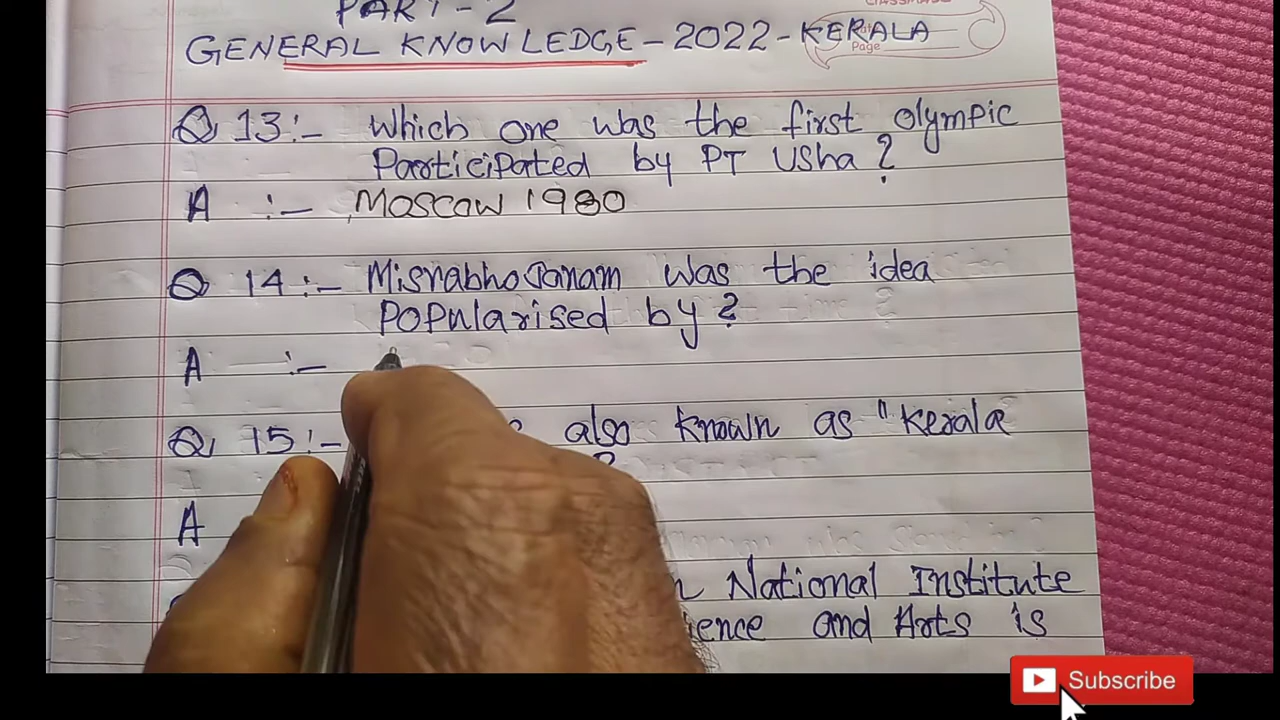 PART-2
GENERAL KNOWLEDGE-2022-KERALA
Page
Q 13:- Which one was the first olympic
Participated by PT Usha?
A :- Moscow 1980
Q 14:- MisrabhoJanam was the idea
Popularised by?
A :-
Q 15:- also known as "Kerala
?
A
National Institute
and Arts is
Subscribe